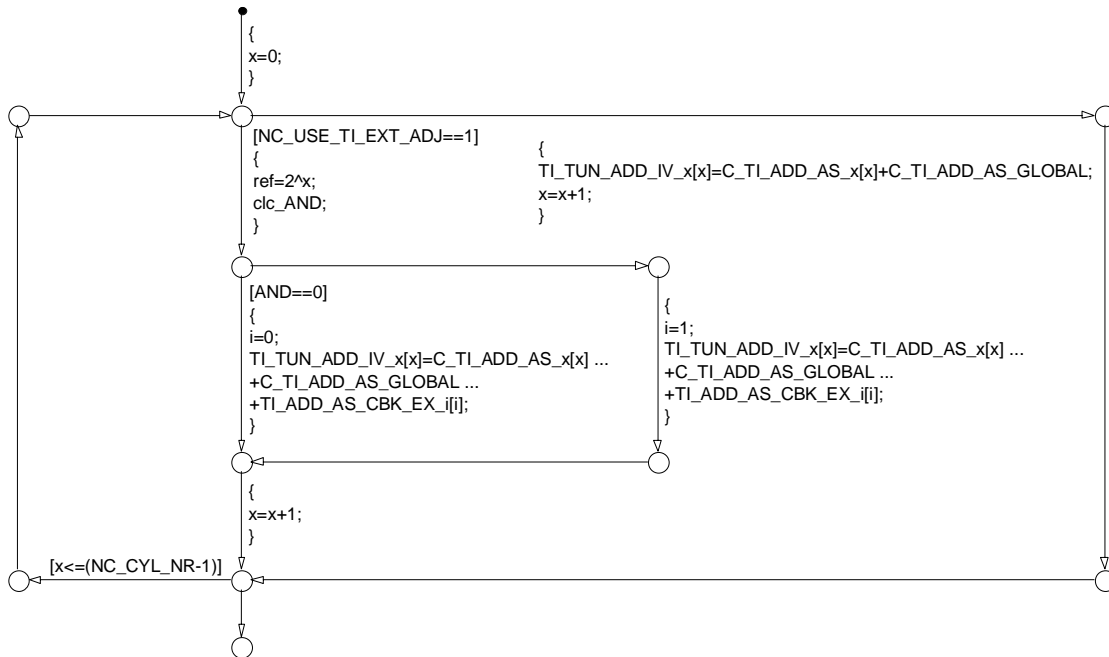 {
x=0;
}
[NC_USE_TI_EXT_ADJ==1]
{
ref=2^x;
clc_AND;
}
{
TI_TUN_ADD_IV_x[x]=C_TI_ADD_AS_x[x]+C_TI_ADD_AS_GLOBAL;
x=x+1;
}
[AND==0]
{
i=0;
TI_TUN_ADD_IV_x[x]=C_TI_ADD_AS_x[x] ...
+C_TI_ADD_AS_GLOBAL ...
+TI_ADD_AS_CBK_EX_i[i];
}
{
i=1;
TI_TUN_ADD_IV_x[x]=C_TI_ADD_AS_x[x] ...
+C_TI_ADD_AS_GLOBAL ...
+TI_ADD_AS_CBK_EX_i[i];
}
{
x=x+1;
}
[x<=(NC_CYL_NR-1)]